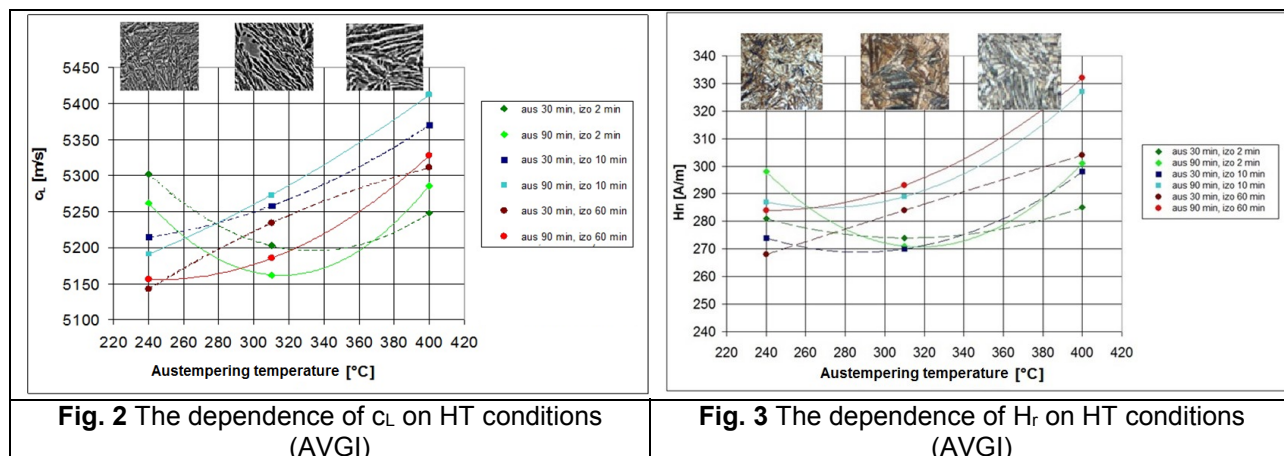 5450
5400
5350
5300
5250
5200
5150
5100
cL [m/s]
220 240 260 280 300 320 340 360 380 400 420
Austempering temperature [°C]
aus 30 min, izo 2 min
aus 90 min, izo 2 min
aus 30 min, izo 10 min
aus 90 min, izo 10 min
aus 30 min, izo 60 min
aus 90 min, izo 60 min
Fig. 2 The dependence of cL on HT conditions
(AVGI)
340
330
320
310
300
290
280
270
260
250
240
Hn [A/m]
220 240 260 280 300 320 340 360 380 400 420
Austempering temperature [°C]
aus 30 min, izo 2 min
aus 90 min, izo 2 min
aus 30 min, izo 10 min
aus 90 min, izo 10 min
aus 30 min, izo 60 min
aus 90 min, izo 60 min
Fig. 3 The dependence of Hr on HT conditions
(AVGI)